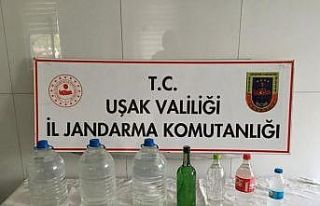 T.C.
UŞAK VALİLİĞİ
İL JANDARMA KOMUTANLIĞI